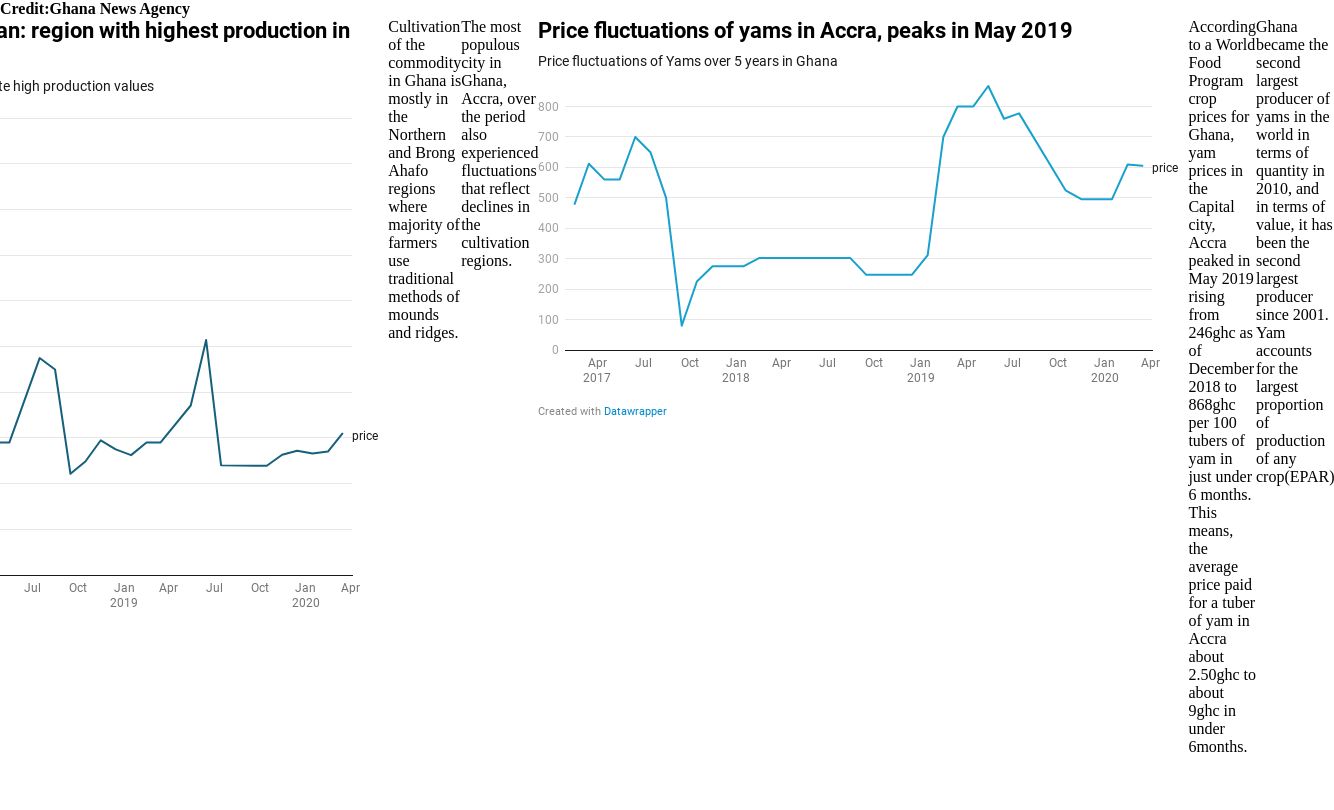 Credit:Ghana News Agency
an: region with highest production in
te high production values
price
Jul Oct Jan Apr Jul Oct Jan Apr
2019 2020
Cultivation
of the
commodity
in Ghana is
mostly in
the
Northern
and Brong
Ahafo
regions
where
majority of
farmers
use
traditional
methods of
mounds
and ridges.
The most
populous
city in
Ghana,
Accra, over
the period
also
experienced
fluctuations
that reflect
declines in
the
cultivation
regions.
Price fluctuations of yams in Accra, peaks in May 2019
Price fluctuations of Yams over 5 years in Ghana
800
700
600
500
400
300
200
100
0
price
Apr Jul Oct Jan Apr Jul Oct Jan Apr Jul Oct Jan Apr
2017 2018 2019 2020
Created with Datawrapper
According
to a World
Food
Program
crop
prices for
Ghana,
yam
prices in
the
Capital
city,
Accra
peaked in
May 2019
rising
from
246ghc as
of
December
2018 to
868ghc
per 100
tubers of
yam in
just under
6 months.
This
means,
the
average
price paid
for a tuber
of yam in
Accra
about
2.50ghc to
about
9ghc in
under
6months.
Ghana
became the
second
largest
producer of
yams in the
world in
terms of
quantity in
2010, and
in terms of
value, it has
been the
second
largest
producer
since 2001.
Yam
accounts
for the
largest
proportion
of
production
of any
crop(EPAR)